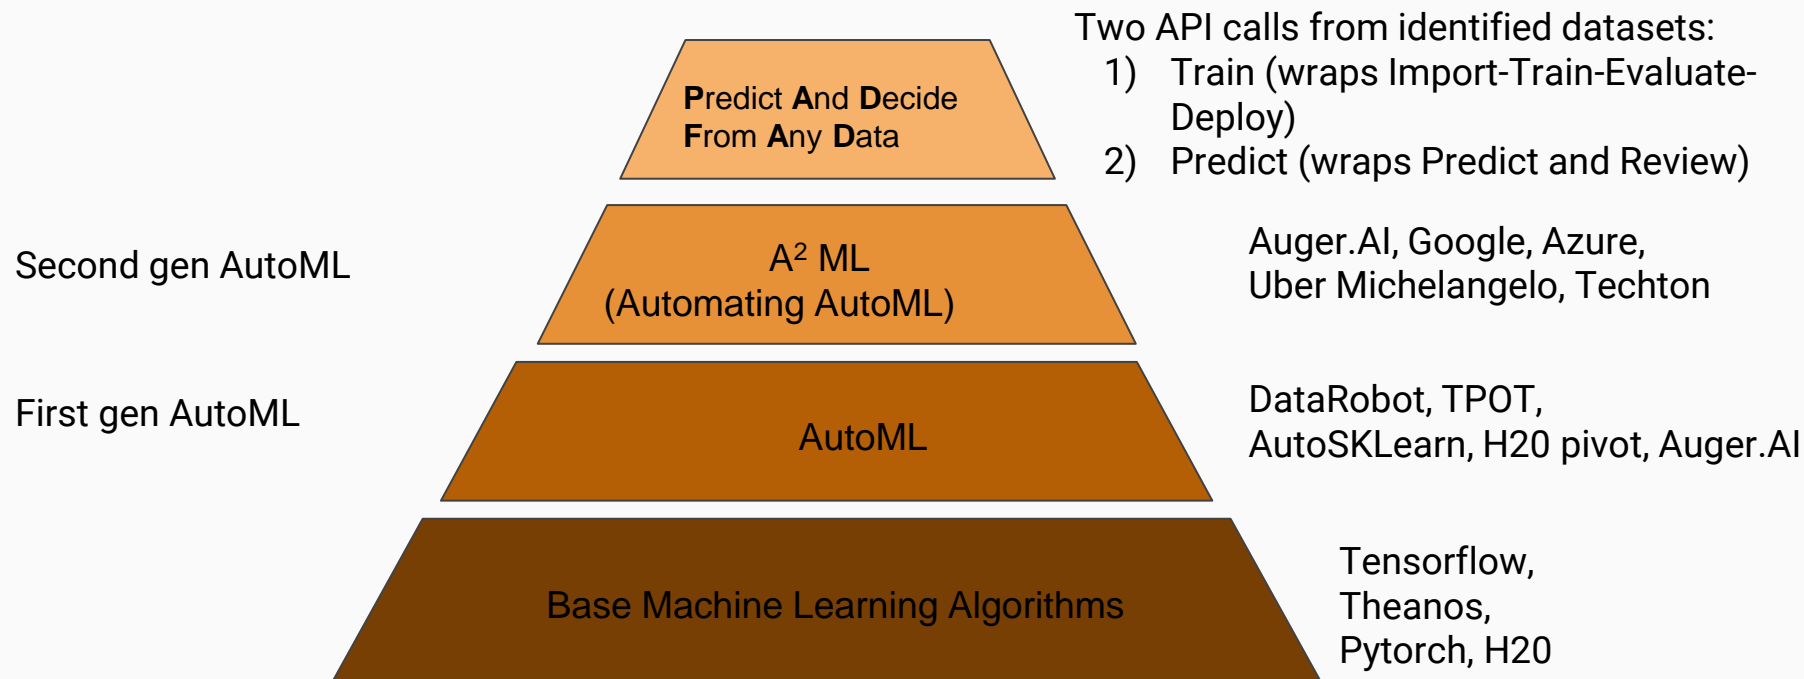 Two API calls from identified datasets:
1) Train (wraps Import-Train-Evaluate-
Deploy)
2) Predict (wraps Predict and Review)
Predict And Decide
From Any Data
Second gen AutoML
A² ML
(Automating AutoML)
Auger.AI, Google, Azure,
Uber Michelangelo, Techton
First gen AutoML
AutoML
DataRobot, TPOT,
AutoSKLearn, H20 pivot, Auger.AI
Base Machine Learning Algorithms
Tensorflow,
Theanos,
Pytorch, H20